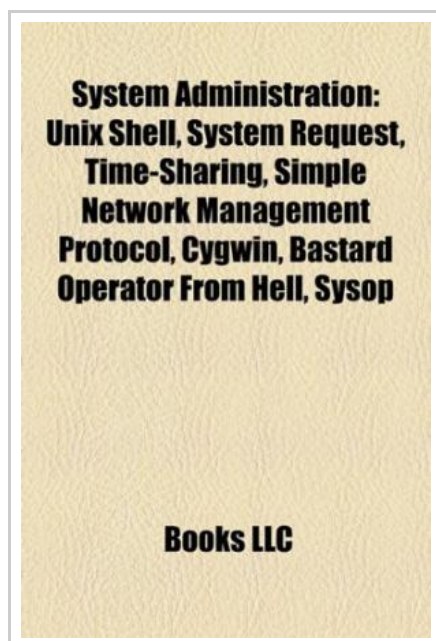 System Administration:
Unix Shell, System Request,
Time-Sharing, Simple
Network Management
Protocol, Cygwin, Bastard
Operator From Hell, Sysop
Books LLC